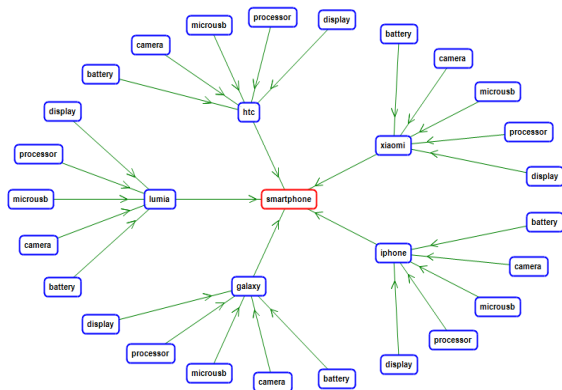 processor
display
microusb
battery
camera
camera
battery
microusb
display
htc
processor
xiaomi
processor
display
microusb
lumia
smartphone
battery
camera
iphone
camera
battery
galaxy
microusb
display
processor
processor
display
microusb
camera
battery